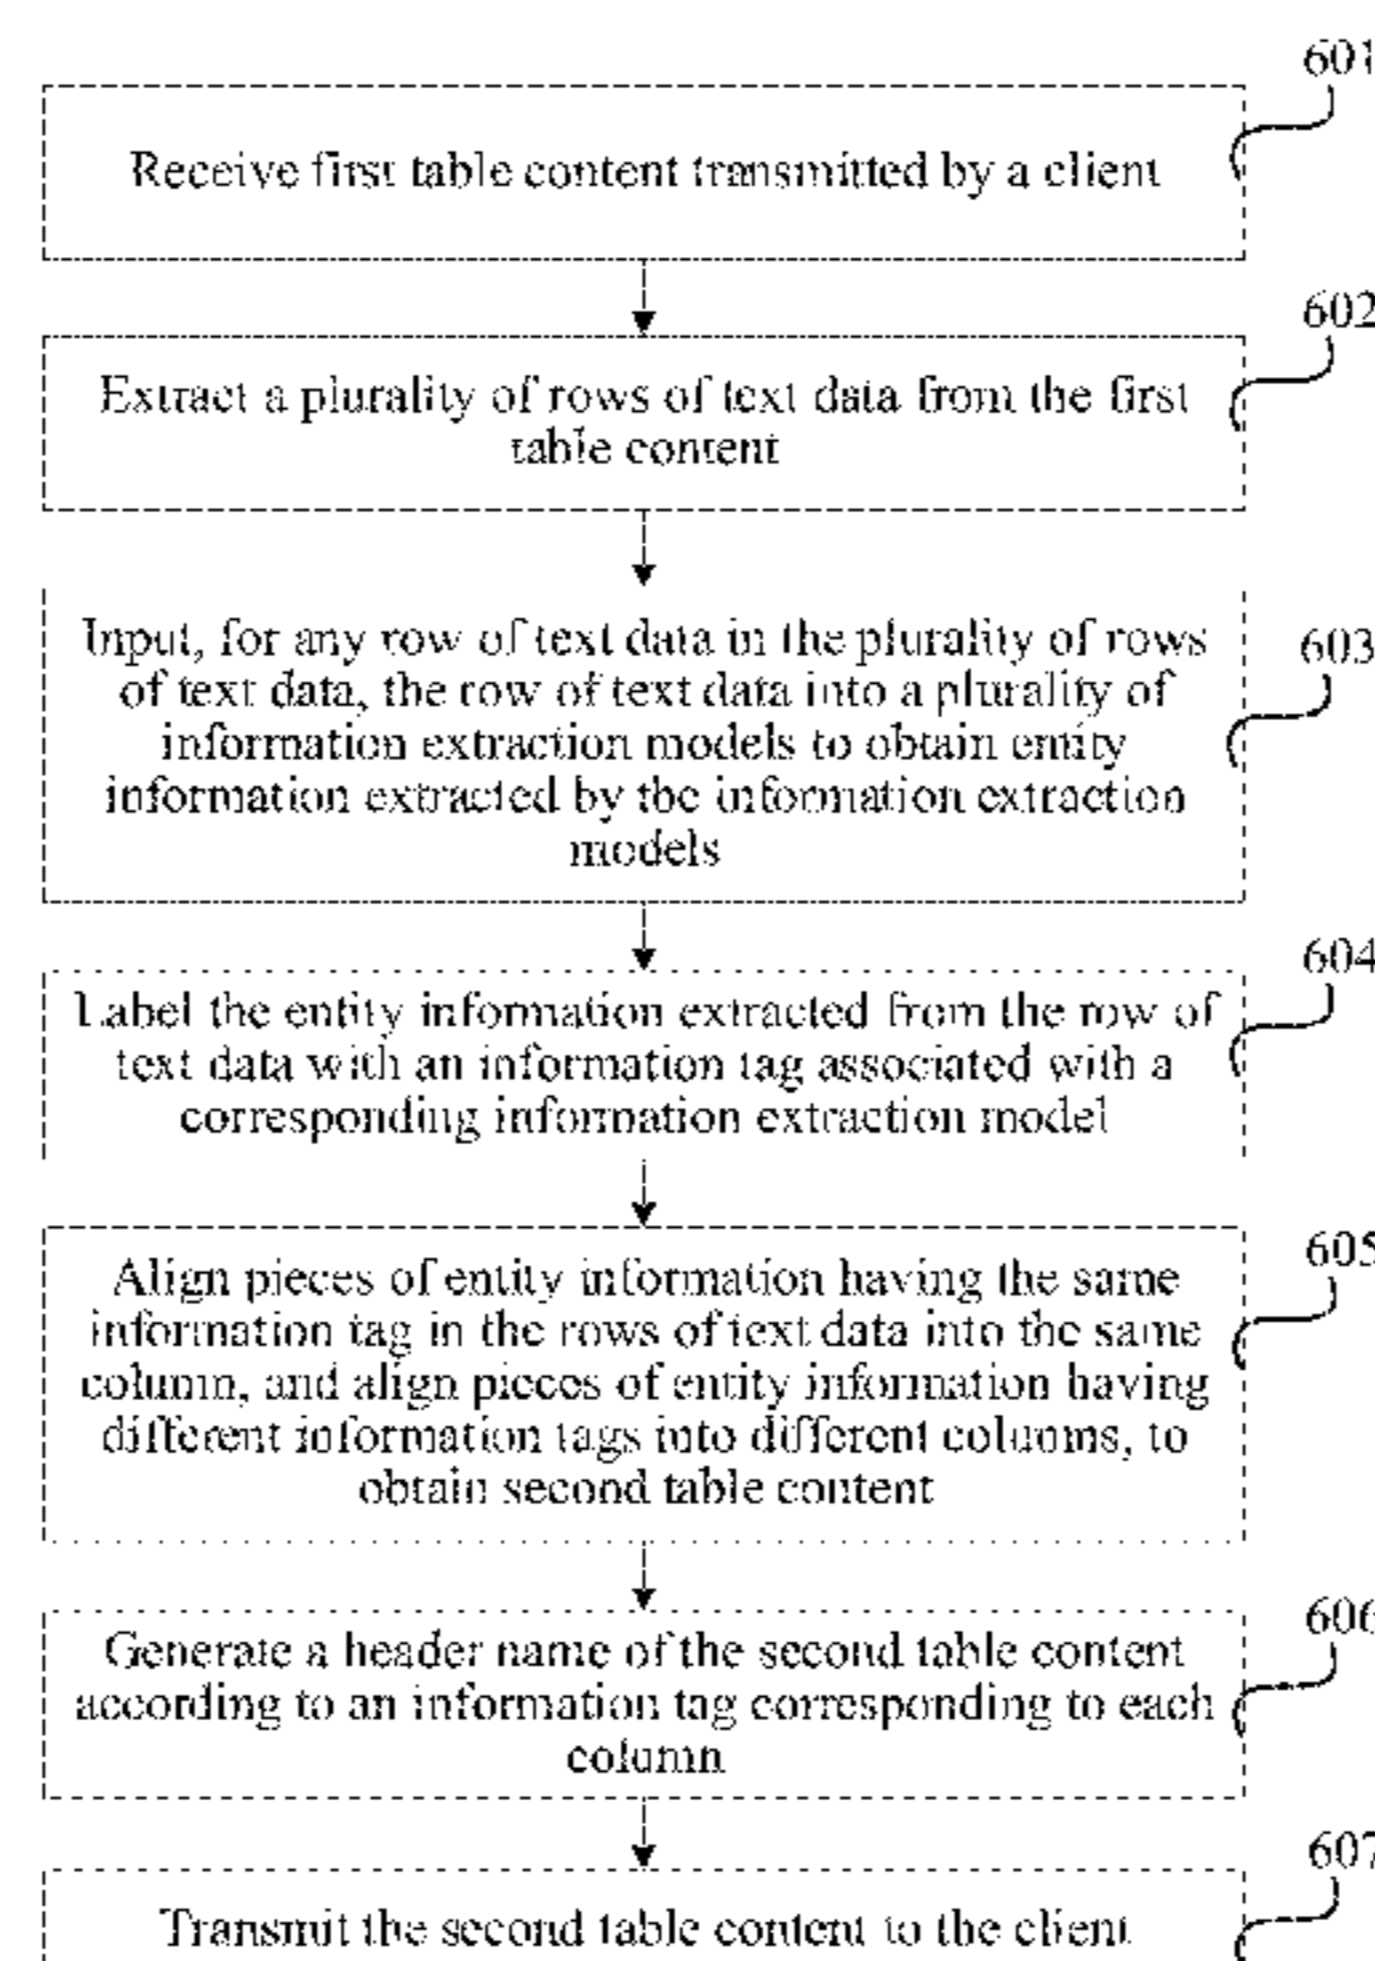 601
Receive first table content transmitted by a client
602
Extract a plurality of rows of text data from the first
table content
Input, for any row of text data in the plurality of rows
603
of text data, the row of text data into a plurality of
information extraction models to obtain entity
information extracted by the information extraction
models
604
Label the entity information extracted from the row of
text data with an information tag associated with a
corresponding information extraction model
605
Align pieces of entity information having the same
information tag in the rows of text data into the same
column, and align pieces of entity information having
different information tags into different columns, to
obtain second table content
606
Generate a header name of the second table content
according to an information tag corresponding to each
column
607
Transmit the second table content to the client